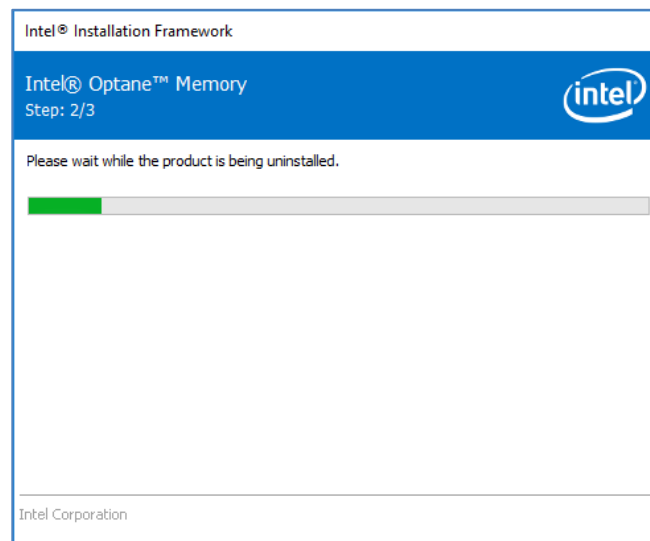 Intel® Installation Framework
Intel® Optane™ Memory
intel
Step: 2/3
Please wait while the product is being uninstalled.
Intel Corporation